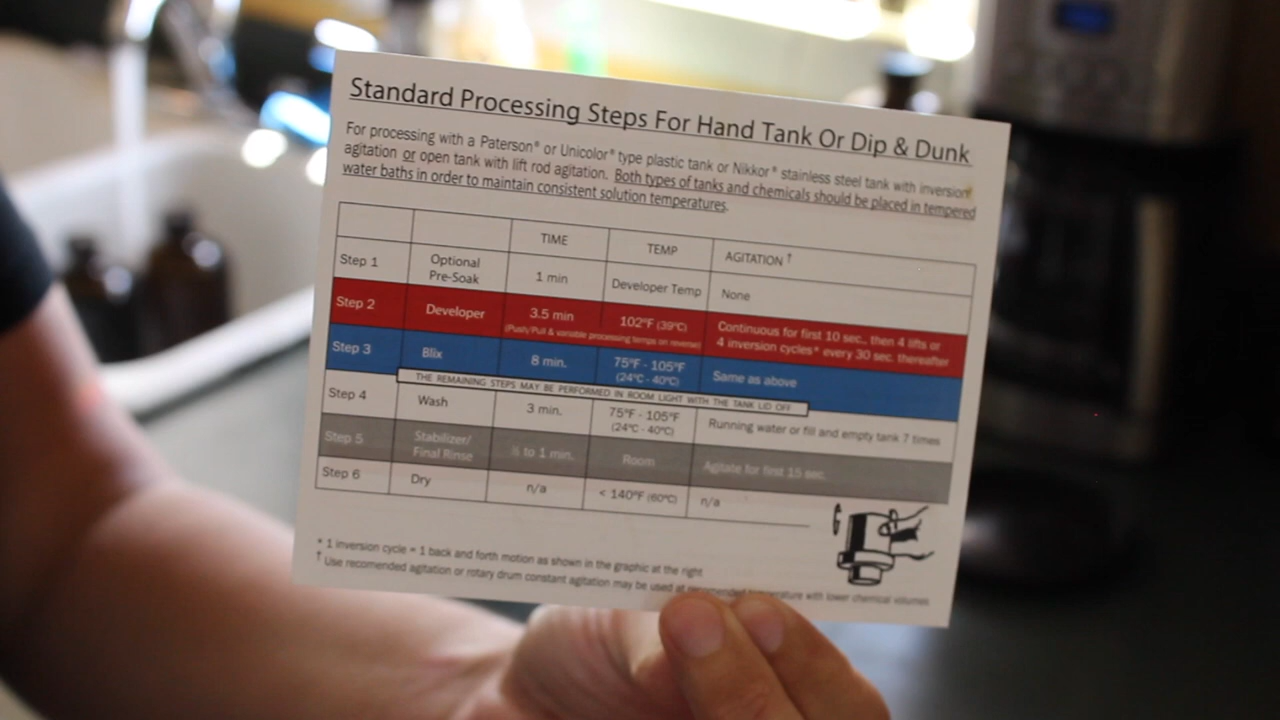 Standard Processing Steps For Hand Tank Or Dip & Dunk
For processing with a Paterson® or Unicolor® type plastic tank or Nikkor® stainless steel tank with inversion
agitation or open tank with lift rod agitation. Both types of tanks and chemicals should be placed in tempered
water baths in order to maintain consistent solution temperatures.
TIME TEMP AGITATION †
Step 1 Optional Pre-Soak 1 min Developer Temp None
Step 2 Developer 3.5 min 102°F (39°C) Continuous for first 10 sec., then 4 lifts or
(Push/Pull & variable processing temps on reverse) 4 inversion cycles* every 30 sec. thereafter
Step 3 Blix 8 min. 75°F - 105°F (24°C - 40°C) Same as above
THE REMAINING STEPS MAY BE PERFORMED IN ROOM LIGHT WITH THE TANK LID OFF
Step 4 Wash 3 min. 75°F - 105°F (24°C - 40°C) Running water or fill and empty tank 7 times
Step 5 Stabilizer/ Final Rinse ½ to 1 min. Room Agitate for first 15 sec.
Step 6 Dry n/a < 140°F (60°C) n/a
* 1 inversion cycle = 1 back and forth motion as shown in the graphic at the right
† Use recomended agitation or rotary drum constant agitation may be used at recomended temperature with lower chemical volumes